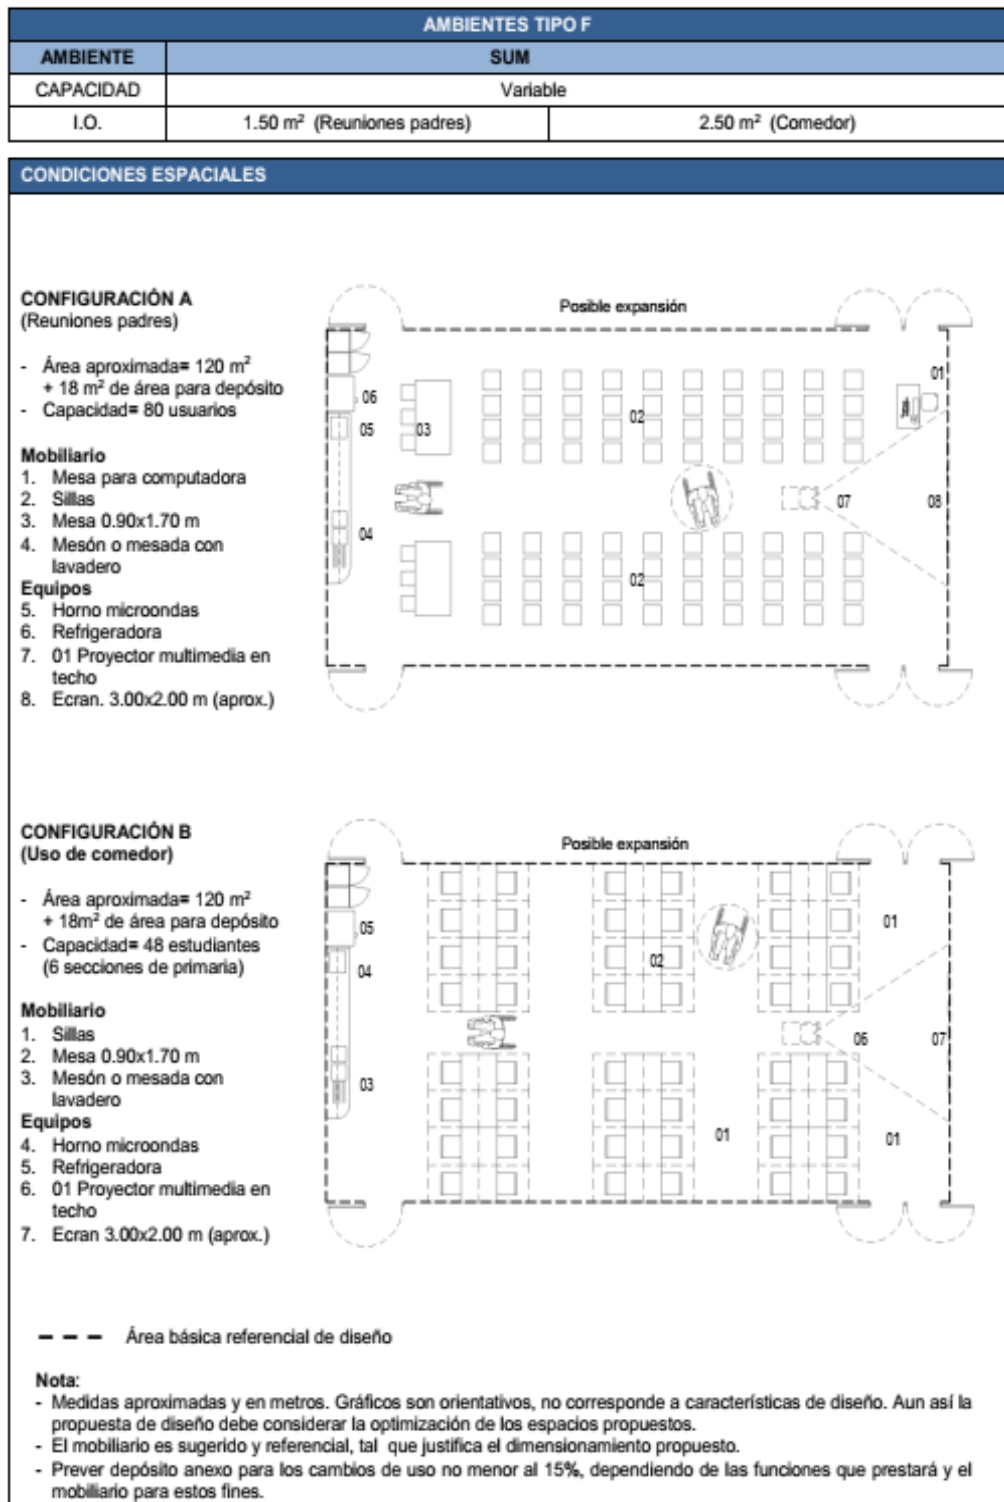 AMBIENTES TIPO F
AMBIENTE SUM
CAPACIDAD Variable
I.O. 1.50 m² (Reuniones padres) 2.50 m² (Comedor)
CONDICIONES ESPACIALES
CONFIGURACIÓN A
(Reuniones padres)
- Área aproximada= 120 m²
+ 18 m² de área para depósito
- Capacidad= 80 usuarios
Mobiliario
1. Mesa para computadora
2. Sillas
3. Mesa 0.90x1.70 m
4. Mesón o mesada con
lavadero
Equipos
5. Horno microondas
6. Refrigeradora
7. 01 Proyector multimedia en
techo
8. Ecran. 3.00x2.00 m (aprox.)
Posible expansión
01
06
02
05
03
07
08
04
02
CONFIGURACIÓN B
(Uso de comedor)
- Área aproximada= 120 m²
+ 18m² de área para depósito
- Capacidad= 48 estudiantes
(6 secciones de primaria)
Mobiliario
1. Sillas
2. Mesa 0.90x1.70 m
3. Mesón o mesada con
lavadero
Equipos
4. Horno microondas
5. Refrigeradora
6. 01 Proyector multimedia en
techo
7. Ecran 3.00x2.00 m (aprox.)
Posible expansión
05
01
02
04
06
07
03
01
01
Área básica referencial de diseño
Nota:
- Medidas aproximadas y en metros. Gráficos son orientativos, no corresponde a características de diseño. Aun así la
propuesta de diseño debe considerar la optimización de los espacios propuestos.
- El mobiliario es sugerido y referencial, tal que justifica el dimensionamiento propuesto.
- Prever depósito anexo para los cambios de uso no menor al 15%, dependiendo de las funciones que prestará y el
mobiliario para estos fines.